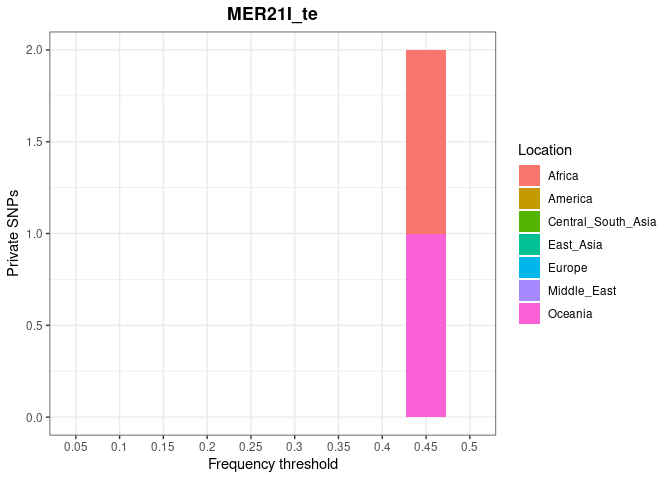 MER21I_te
Private SNPs
2.0
1.5
1.0
0.5
0.0
0.05 0.1 0.15 0.2 0.25 0.3 0.35 0.4 0.45 0.5
Frequency threshold
Location
Africa
America
Central_South_Asia
East_Asia
Europe
Middle_East
Oceania